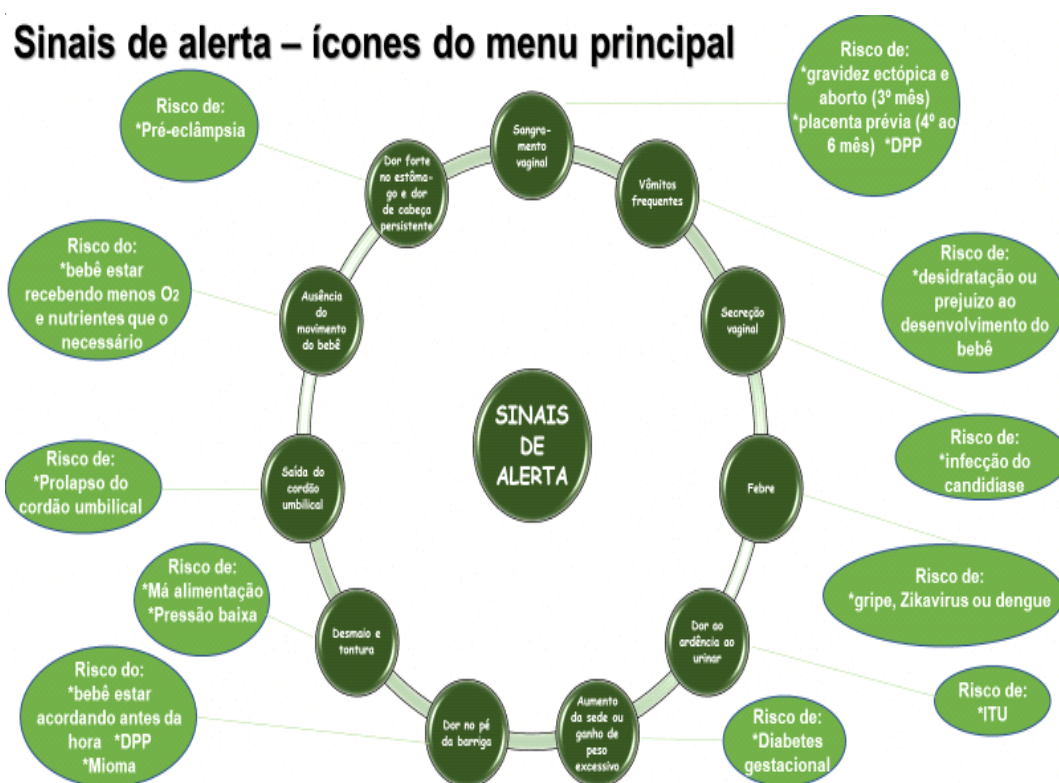 Sinais de alerta – ícones do menu principal
Risco de:
*gravidez ectópica e
aborto (3º mês)
*placenta prévia (4º ao
6 mês) *DPP
Risco de:
*Pré-eclâmpsia
Sangra-
mento
vaginal
Dor forte
no estôma-
go e dor
de cabeça
persistente
Vômitos
frequentes
Risco do:
*bebê estar
recebendo menos O2
e nutrientes que o
necessário
Risco de:
*desidratação ou
prejuízo ao
desenvolvimento do
bebê
Ausência
do
movimento
do bebê
Secreção
vaginal
SINAIS
DE
ALERTA
Risco de:
*infecção do
candidiase
Risco de:
*Prolapso do
cordão umbilical
Saída do
cordão
umbilical
Febre
Risco de:
*Má alimentação
*Pressão baixa
Risco de:
*gripe, Zikavirus ou dengue
Desmaio e
tontura
Dor ao
ardência ao
urinar
Risco do:
*bebê estar
acordando antes da
hora *DPP
*Mioma
Risco de:
*ITU
Dor no pé
da barriga
Aumento
da sede ou
ganho de
peso
excessivo
Risco de:
*Diabetes
gestacional